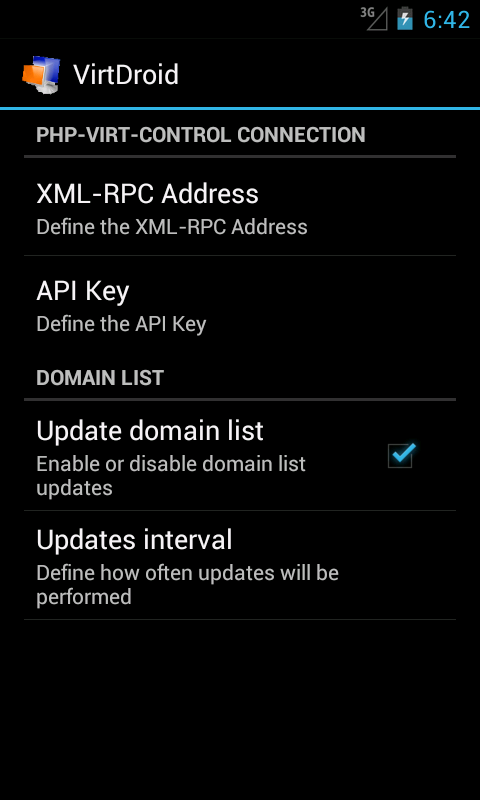 3G
6:42
VirtDroid
PHP-VIRT-CONTROL CONNECTION
XML-RPC Address
Define the XML-RPC Address
API Key
Define the API Key
DOMAIN LIST
Update domain list
Enable or disable domain list
updates
Updates interval
Define how often updates will be
performed